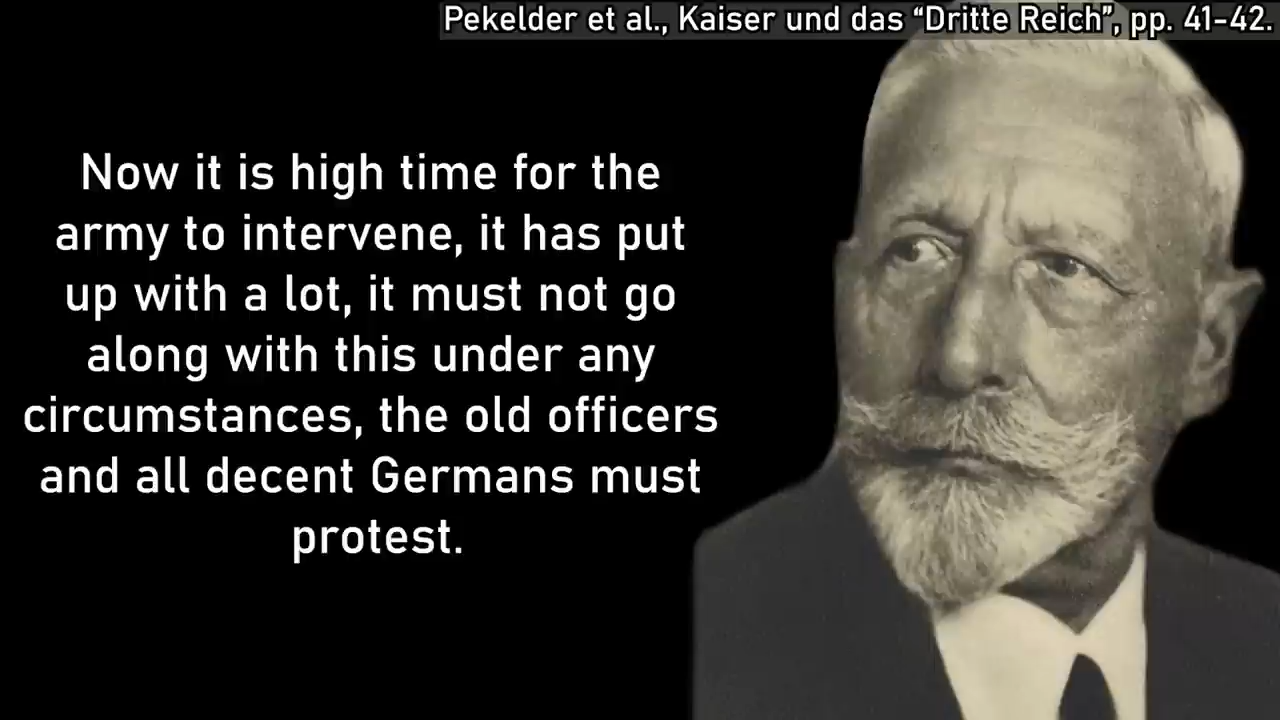 Pekelder et al., Kaiser und das “Dritte Reich”, pp. 41-42.
Now it is high time for the
army to intervene, it has put
up with a lot, it must not go
along with this under any
circumstances, the old officers
and all decent Germans must
protest.